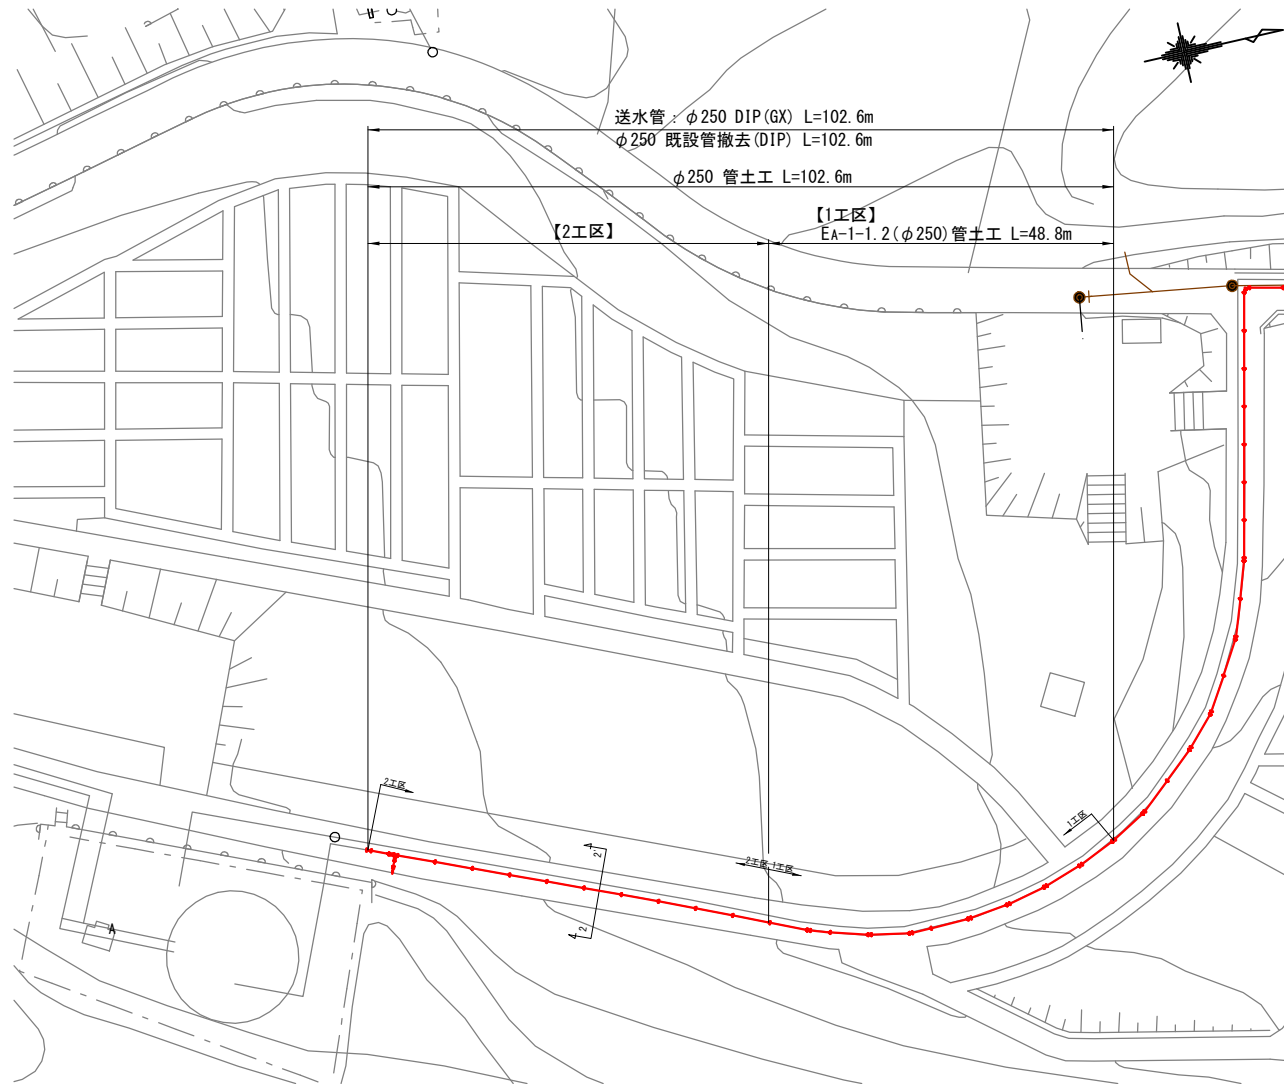 送水管：φ250 DIP(GX) L=102.6m
φ250 既設管撤去(DIP) L=102.6m
φ250 管土工 L=102.6m
【1工区】
【2工区】
EA-1-1.2(φ250)管土工 L=48.8m
2工区
1工区
2工区 1工区
2'
2
A